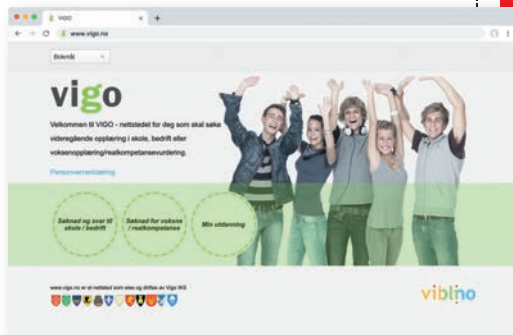 VIGO
www.vigo.no
Bokmål
vigo
Velkommen til VIGO - nettstedet for deg som skal søke
videregående opplæring i skole, bedrift eller
voksenopplæring/realkompetansevurdering.
Personvernerklæring
Søknad og svar til
skole / bedrift
Søknad for voksne
/ realkompetanse
Min utdanning
www.vigo.no er et nettsted som eies og driftes av Vigo IKS
vibl:no